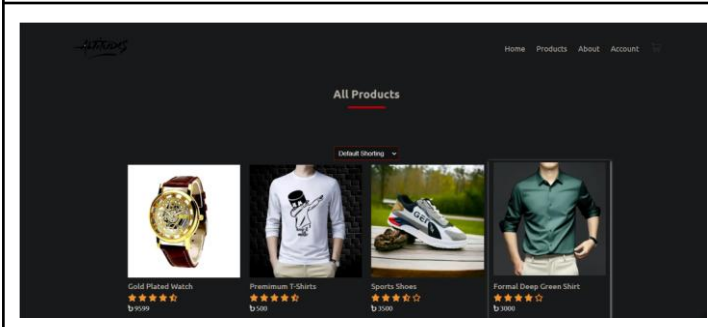 Home Products About Account
All Products
Default Shorting
Gold Plated Watch
Premimum T-Shirts
Sports Shoes
Formal Deep Green Shirt
৳ 9599
৳ 500
৳ 3500
৳ 3000